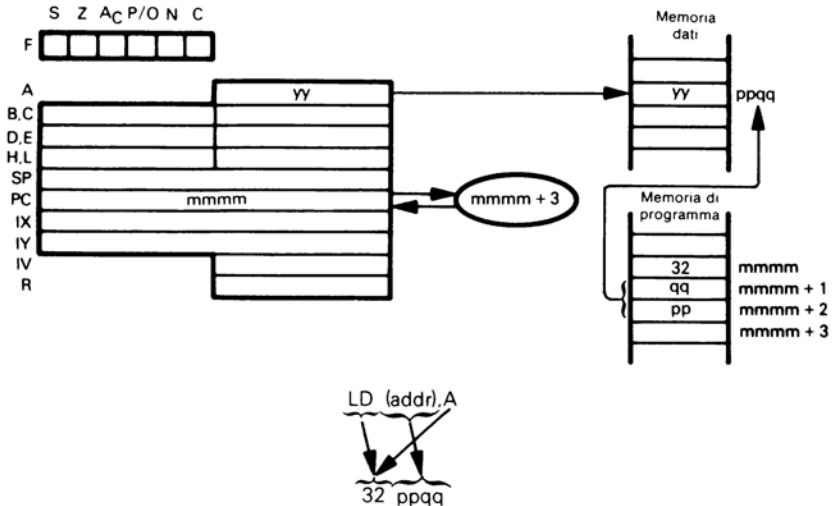 S Z AC P/O N C
F
A yy
B,C
D,E
H,L
SP
PC mmmm
IX
IY
IV
R
mmmm + 3
Memoria
dati
yy ppqq
Memoria di
programma
32 mmmm
qq mmmm + 1
pp mmmm + 2
mmmm + 3
LD (addr),A
32 ppqq